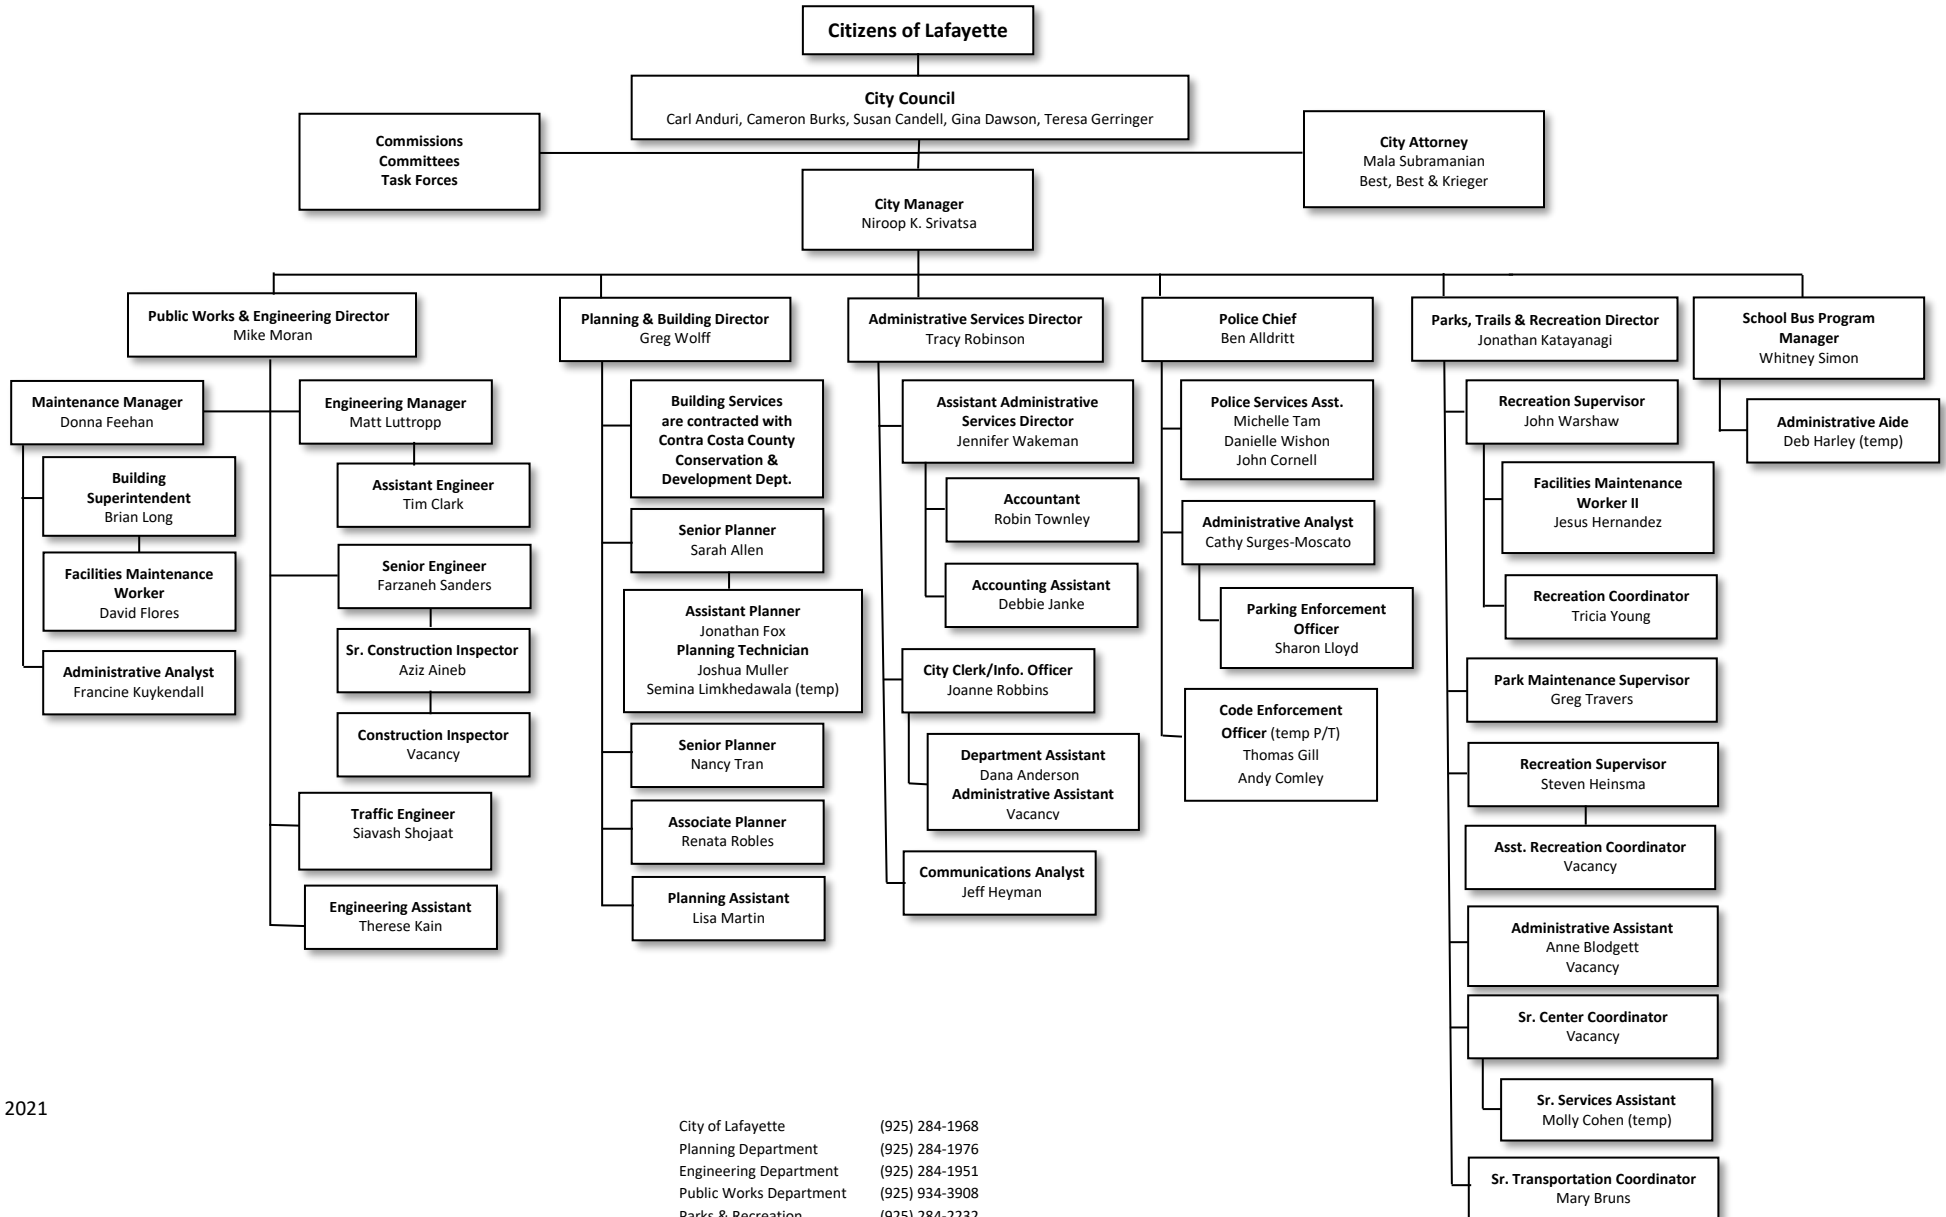 Citizens of Lafayette
City Council
Carl Anduri, Cameron Burks, Susan Candell, Gina Dawson, Teresa Gerringer
Commissions
Committees
Task Forces
City Attorney
Mala Subramanian
Best, Best & Krieger
City Manager
Niroop K. Srivatsa
Public Works & Engineering Director
Mike Moran
Maintenance Manager
Donna Feehan
Building
Superintendent
Brian Long
Facilities Maintenance
Worker
David Flores
Administrative Analyst
Francine Kuykendall
Engineering Manager
Matt Luttropp
Assistant Engineer
Tim Clark
Senior Engineer
Farzaneh Sanders
Sr. Construction Inspector
Aziz Aineb
Construction Inspector
Vacancy
Traffic Engineer
Siavash Shojaat
Engineering Assistant
Therese Kain
Planning & Building Director
Greg Wolff
Building Services
are contracted with
Contra Costa County
Conservation &
Development Dept.
Senior Planner
Sarah Allen
Assistant Planner
Jonathan Fox
Planning Technician
Joshua Muller
Semina Limkhedawala (temp)
Senior Planner
Nancy Tran
Associate Planner
Renata Robles
Planning Assistant
Lisa Martin
Administrative Services Director
Tracy Robinson
Assistant Administrative
Services Director
Jennifer Wakeman
Accountant
Robin Townley
Accounting Assistant
Debbie Janke
City Clerk/Info. Officer
Joanne Robbins
Department Assistant
Dana Anderson
Administrative Assistant
Vacancy
Communications Analyst
Jeff Heyman
Police Chief
Ben Alldritt
Police Services Asst.
Michelle Tam
Danielle Wishon
John Cornell
Administrative Analyst
Cathy Surges-Moscato
Parking Enforcement
Officer
Sharon Lloyd
Code Enforcement
Officer (temp P/T)
Thomas Gill
Andy Comley
Parks, Trails & Recreation Director
Jonathan Katayanagi
Recreation Supervisor
John Warshaw
Facilities Maintenance
Worker II
Jesus Hernandez
Recreation Coordinator
Tricia Young
Park Maintenance Supervisor
Greg Travers
Recreation Supervisor
Steven Heinsma
Asst. Recreation Coordinator
Vacancy
Administrative Assistant
Anne Blodgett
Vacancy
Sr. Center Coordinator
Vacancy
Sr. Services Assistant
Molly Cohen (temp)
Sr. Transportation Coordinator
Mary Bruns
School Bus Program
Manager
Whitney Simon
Administrative Aide
Deb Harley (temp)
2021
City of Lafayette (925) 284-1968
Planning Department (925) 284-1976
Engineering Department (925) 284-1951
Public Works Department (925) 934-3908
Parks & Recreation (925) 284-2232